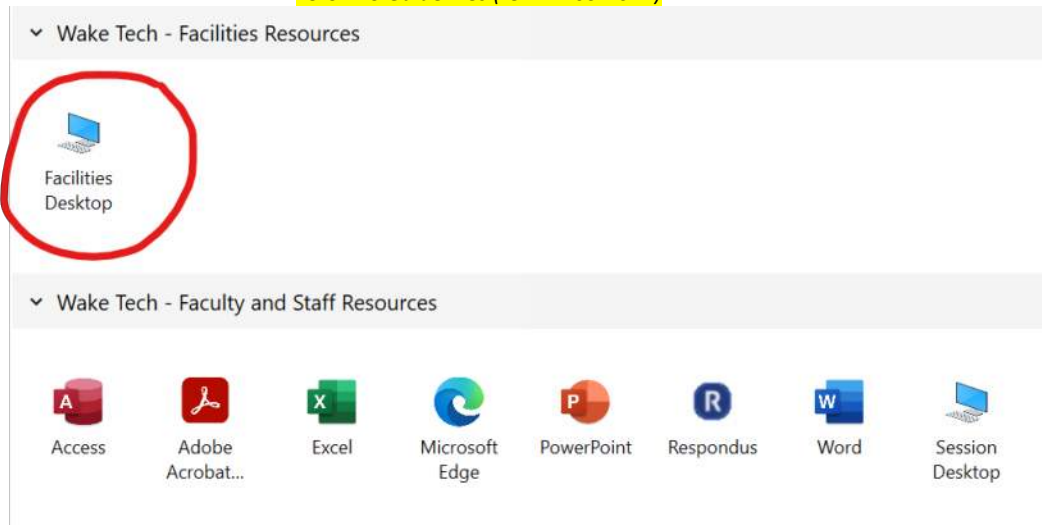 Wake Tech - Facilities Resources
Facilities
Desktop
Wake Tech - Faculty and Staff Resources
A
X
P
R
W
Access
Adobe
Acrobat...
Excel
Microsoft
Edge
PowerPoint
Respondus
Word
Session
Desktop